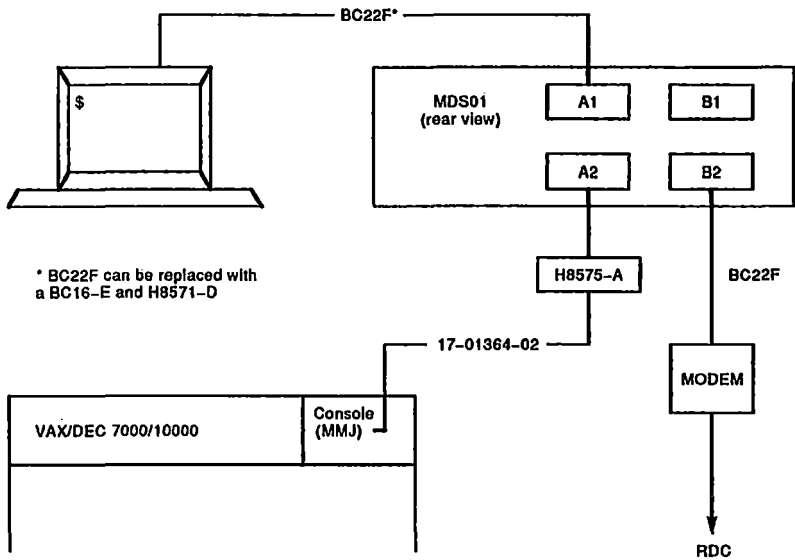 BC22F*
$
MDS01
(rear view)
A1
B1
A2
B2
* BC22F can be replaced with
a BC16-E and H8571-D
H8575-A
BC22F
17-01364-02
MODEM
VAX/DEC 7000/10000
Console
(MMJ)
RDC